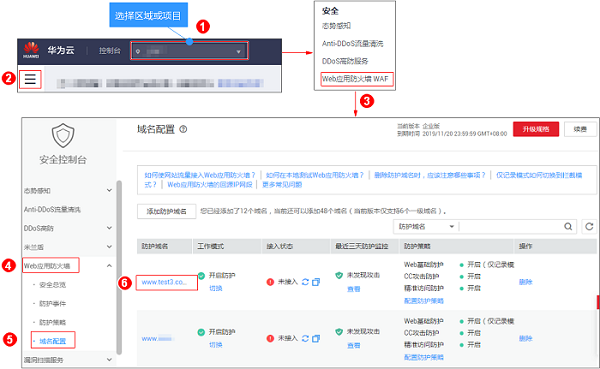 选择区域或项目
1
HUAWEI 华为云 控制台
2
安全
态势感知
Anti-DDoS流量清洗
DDoS高防服务
Web应用防火墙 WAF
3
安全控制台
态势感知
Anti-DDoS流量清洗
DDoS高防
4 Web应用防火墙
安全总览
防护事件
防护策略
5 域名配置
漏洞扫描服务
域名配置
当前版本 企业版
到期时间 2019/11/20 23:59:59 GMT+08:00
升级规格 续费
如何使网站流量接入Web应用防火墙？ | 如何在本地测试Web应用防火墙？ | 删除防护域名时，应该注意哪些事项？ | 仅记录模式如何切换到拦截模
式？ | Web应用防火墙的回源IP网段 | 更多常见问题
添加防护域名 您已经添加了12个域名，当前还可以添加48个域名（当前版本仅支持6个一级域名）。
防护域名
防护域名 工作模式 接入状态 最近三天防护监控 防护策略 操作
6 www.test3.co... 开启防护 未接入 未发现攻击 Web基础防护 开启（仅记录模 删除
切换 查看 CC攻击防护 开启
精准访问防护 开启
配置防护策略
www. 开启防护 未接入 未发现攻击 Web基础防护 开启（仅记录模 删除
切换 查看 CC攻击防护 开启
精准访问防护 开启
配置防护策略